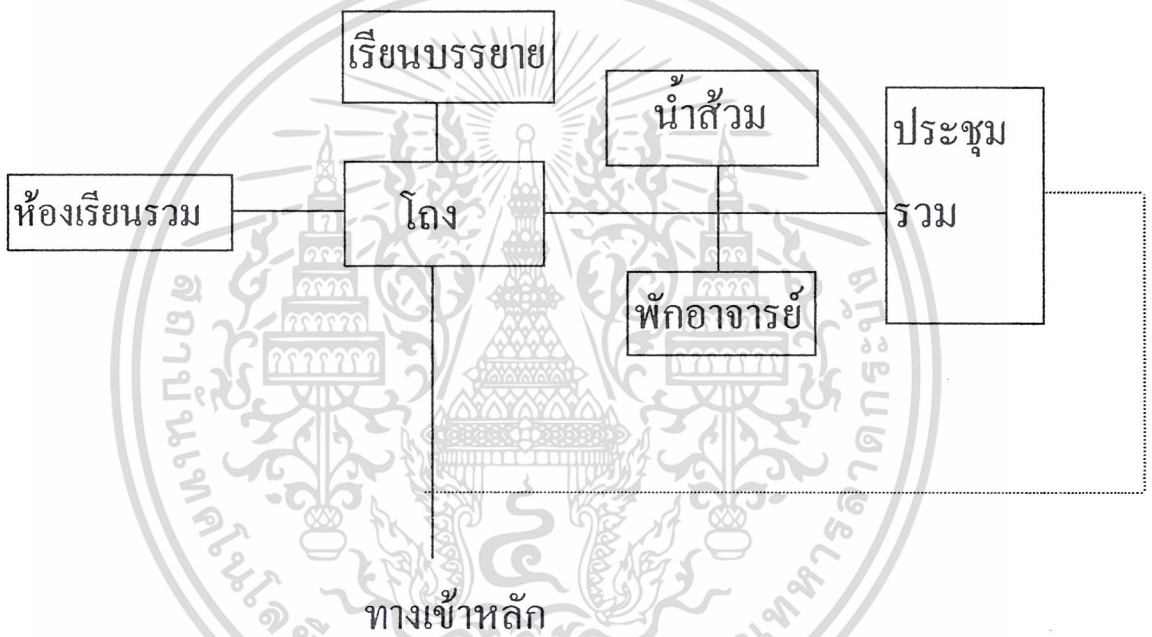 เรียนบรรยาย
น้ำส้วม
ประชุม
รวม
ห้องเรียนรวม
โถง
พักอาจารย์
ทางเข้าหลัก